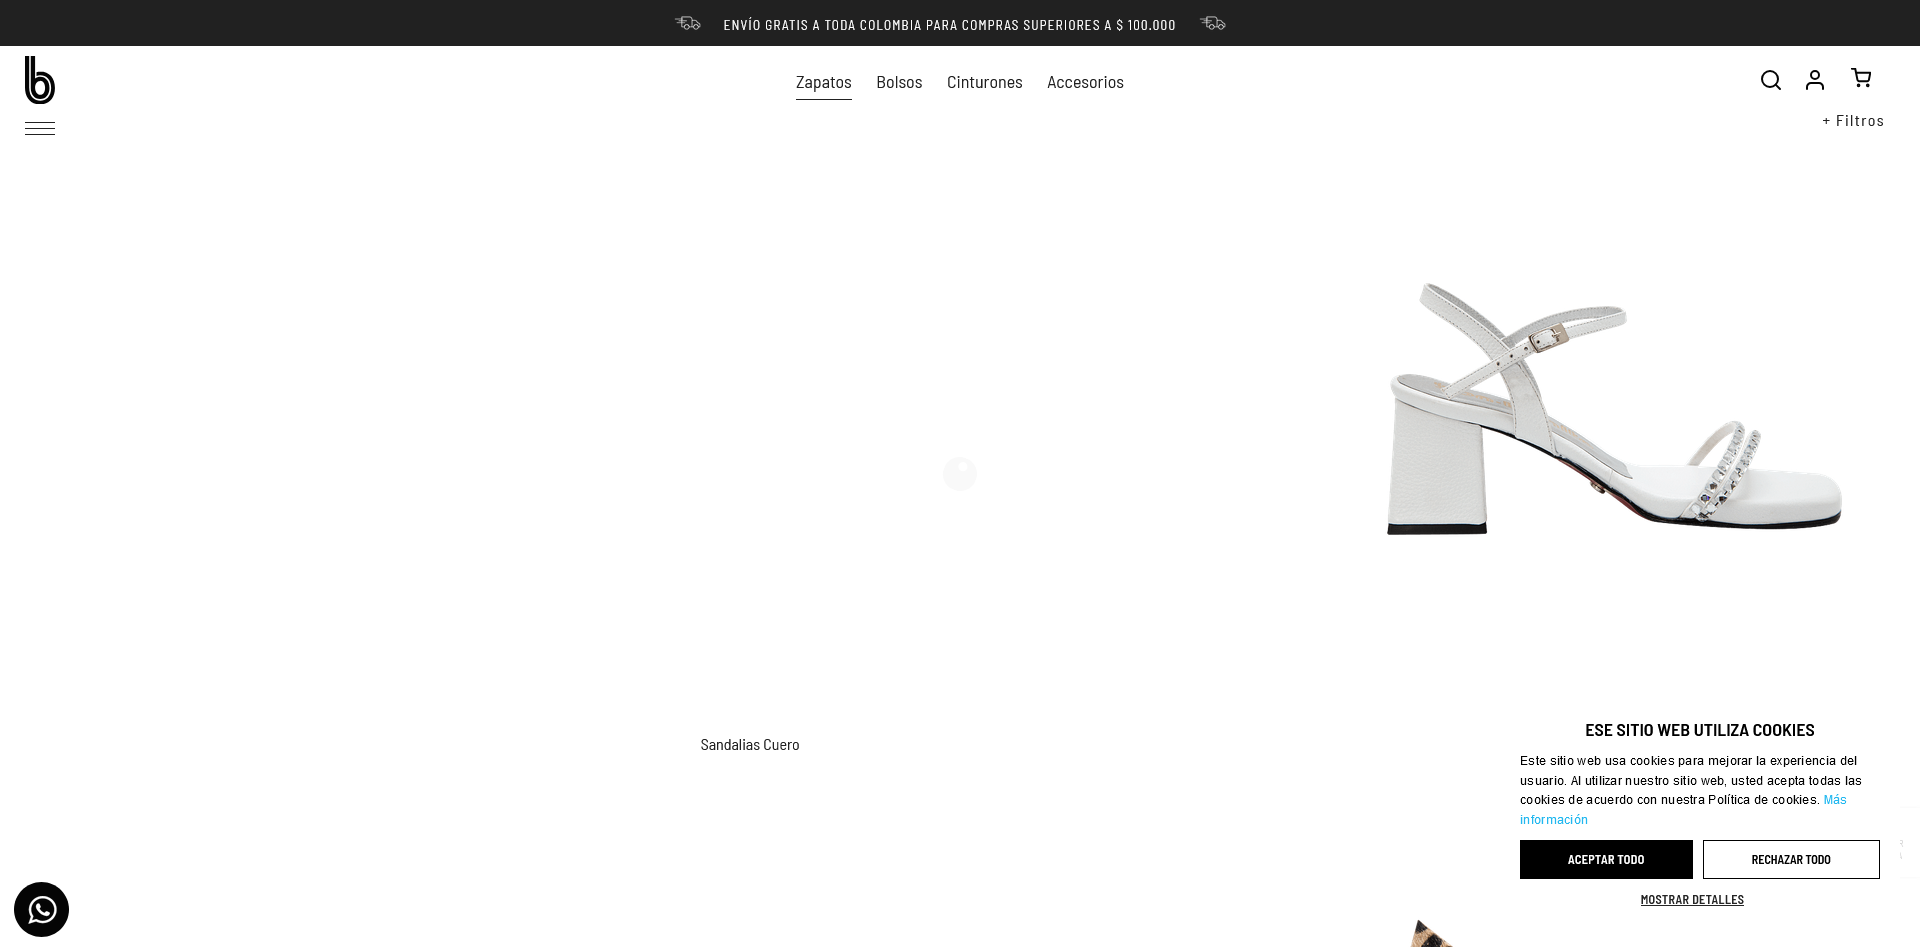 ENVÍO GRATIS A TODA COLOMBIA PARA COMPRAS SUPERIORES A $ 100.000
b
Zapatos Bolsos Cinturones Accesorios
+ Filtros
Sandalias Cuero
ESE SITIO WEB UTILIZA COOKIES
Este sitio web usa cookies para mejorar la experiencia del
usuario. Al utilizar nuestro sitio web, usted acepta todas las
cookies de acuerdo con nuestra Política de cookies. Más
información
ACEPTAR TODO RECHAZAR TODO
MOSTRAR DETALLES